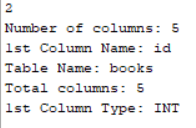 2
Number of columns: 5
1st Column Name: id
Table Name: books
Total columns: 5
1st Column Type: INT